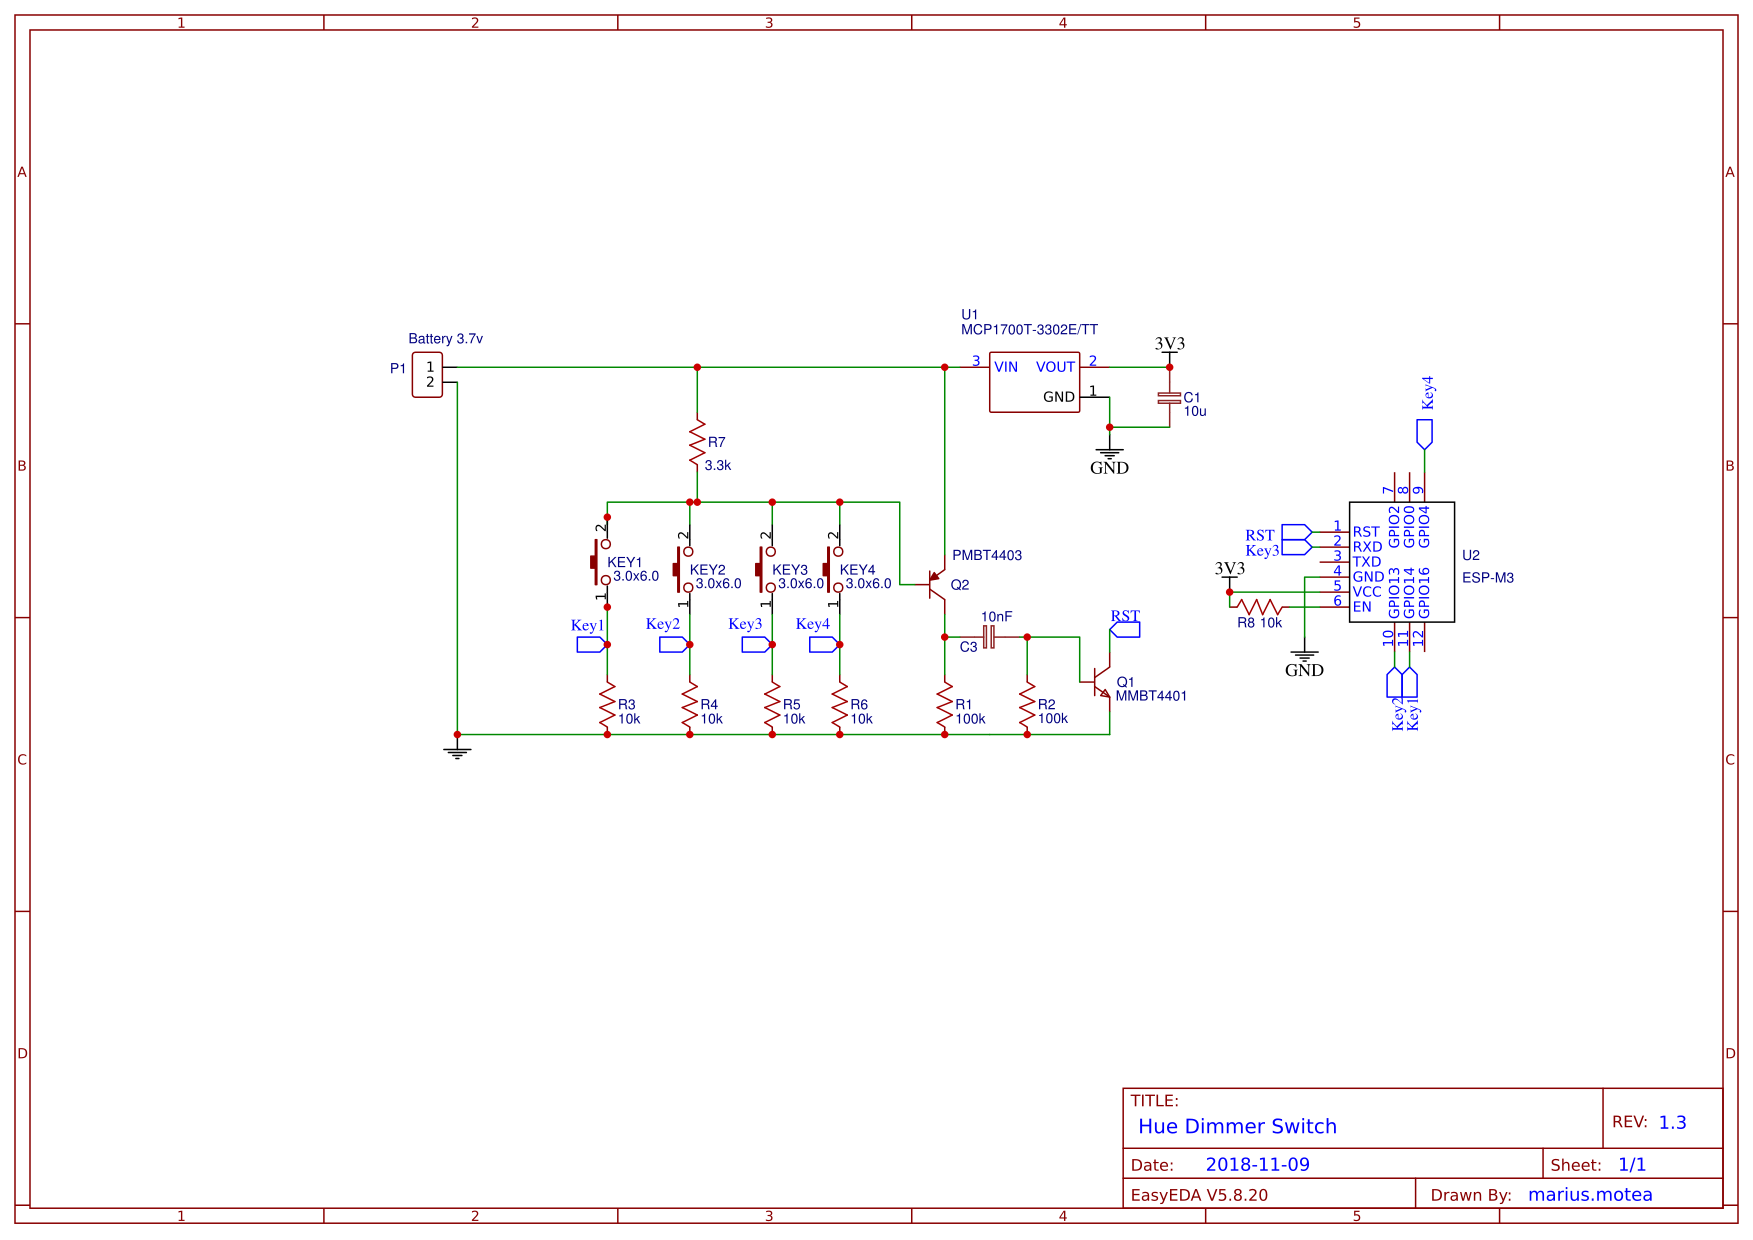 1 2 3 4 5
A A
B B
C C
D D
Battery 3.7v
P1
1
2
R7
3.3k
U1
MCP1700T-3302E/TT
3 VIN VOUT 2
GND 1
3V3
C1
10u
GND
2
KEY1
3.0x6.0
1
2
KEY2
3.0x6.0
1
2
KEY3
3.0x6.0
1
2
KEY4
3.0x6.0
1
Key1
Key2
Key3
Key4
R3
10k
R4
10k
R5
10k
R6
10k
PMBT4403
Q2
10nF
C3
R1
100k
R2
100k
RST
Q1
MMBT4401
Key4
7 8 9
GPIO2 GPIO0 GPIO4
RST 1 RST
Key3 2 RXD
3 TXD
4 GND
5 VCC
6 EN
3V3
R8 10k
GND
GPIO13 GPIO14 GPIO16
10 11 12
Key2 Key1
U2
ESP-M3
TITLE:
Hue Dimmer Switch
REV: 1.3
Date: 2018-11-09
Sheet: 1/1
EasyEDA V5.8.20
Drawn By: marius.motea
1 2 3 4 5